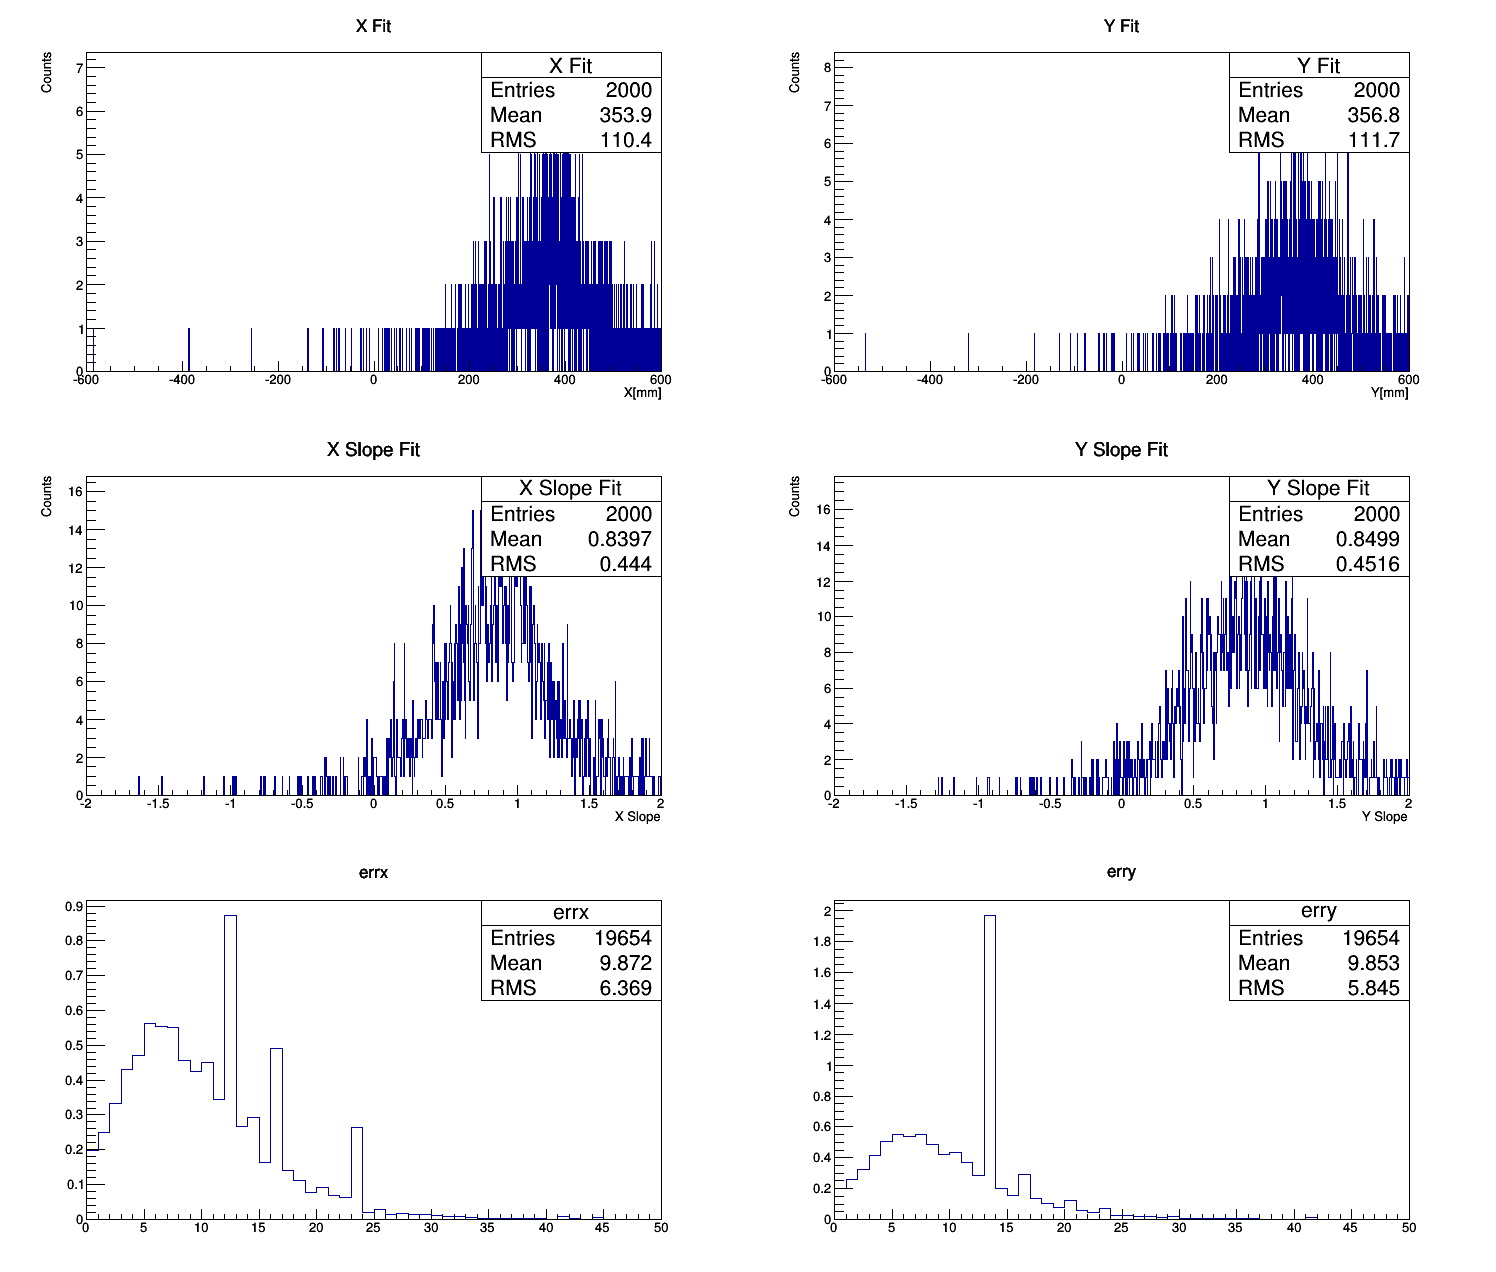 X Fit
Counts
X Fit
Entries 2000
Mean 353.9
RMS 110.4
7
6
5
4
3
2
1
0
-600 -400 -200 0 200 400 600
X[mm]
Y Fit
Counts
Y Fit
Entries 2000
Mean 356.8
RMS 111.7
8
7
6
5
4
3
2
1
0
-600 -400 -200 0 200 400 600
Y[mm]
X Slope Fit
Counts
X Slope Fit
Entries 2000
Mean 0.8397
RMS 0.444
16
14
12
10
8
6
4
2
0
-2 -1.5 -1 -0.5 0 0.5 1 1.5 2
X Slope
Y Slope Fit
Counts
Y Slope Fit
Entries 2000
Mean 0.8499
RMS 0.4516
16
14
12
10
8
6
4
2
0
-2 -1.5 -1 -0.5 0 0.5 1 1.5 2
Y Slope
errx
errx
Entries 19654
Mean 9.872
RMS 6.369
0.9
0.8
0.7
0.6
0.5
0.4
0.3
0.2
0.1
0
0 5 10 15 20 25 30 35 40 45 50
erry
erry
Entries 19654
Mean 9.853
RMS 5.845
2
1.8
1.6
1.4
1.2
1
0.8
0.6
0.4
0.2
0
0 5 10 15 20 25 30 35 40 45 50